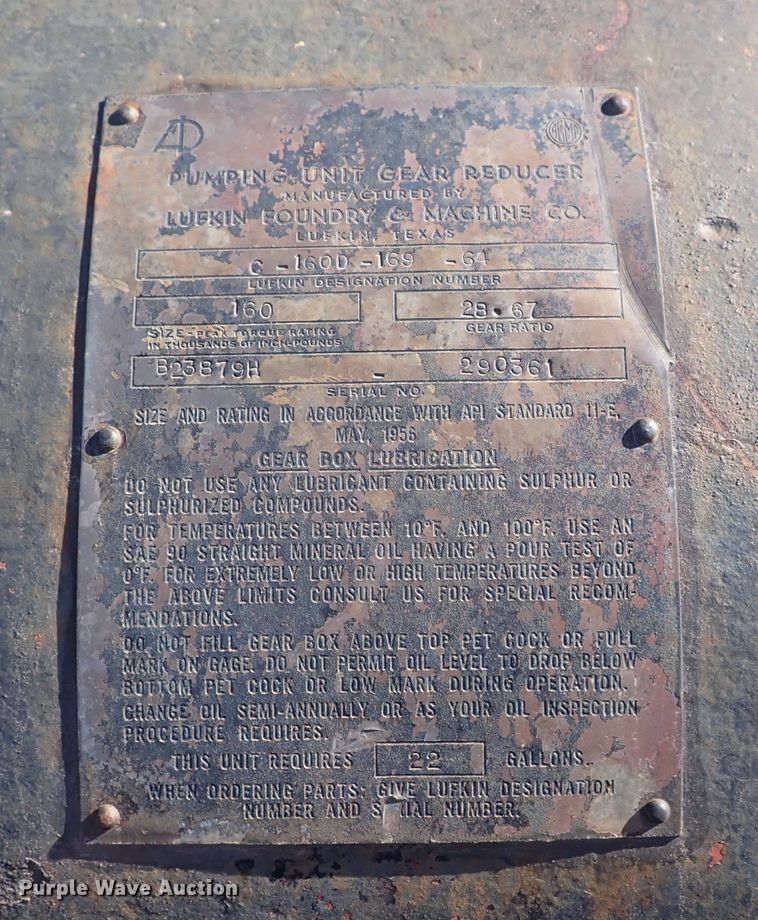 API
AGMA
PUMPING UNIT GEAR REDUCER
MANUFACTURED BY
LUFKIN FOUNDRY & MACHINE CO.
LUFKIN, TEXAS
C-160D-169-64
LUFKIN DESIGNATION NUMBER
160 28.67
SIZE-PEAK TORQUE RATING GEAR RATIO
IN THOUSANDS OF INCH-POUNDS
B23879H - 290361
SERIAL NO.
SIZE AND RATING IN ACCORDANCE WITH API STANDARD 11-E,
MAY, 1956
GEAR BOX LUBRICATION
DO NOT USE ANY LUBRICANT CONTAINING SULPHUR OR
SULPHURIZED COMPOUNDS.
FOR TEMPERATURES BETWEEN 10°F. AND 100°F. USE AN
SAE 90 STRAIGHT MINERAL OIL HAVING A POUR TEST OF
0°F. FOR EXTREMELY LOW OR HIGH TEMPERATURES BEYOND
THE ABOVE LIMITS CONSULT US FOR SPECIAL RECOM-
MENDATIONS.
DO NOT FILL GEAR BOX ABOVE TOP PET COCK OR FULL
MARK ON GAGE. DO NOT PERMIT OIL LEVEL TO DROP BELOW
BOTTOM PET COCK OR LOW MARK DURING OPERATION.
CHANGE OIL SEMI-ANNUALLY OR AS YOUR OIL INSPECTION
PROCEDURE REQUIRES.
THIS UNIT REQUIRES 22 GALLONS.
WHEN ORDERING PARTS: GIVE LUFKIN DESIGNATION
NUMBER AND SERIAL NUMBER.
Purple Wave Auction